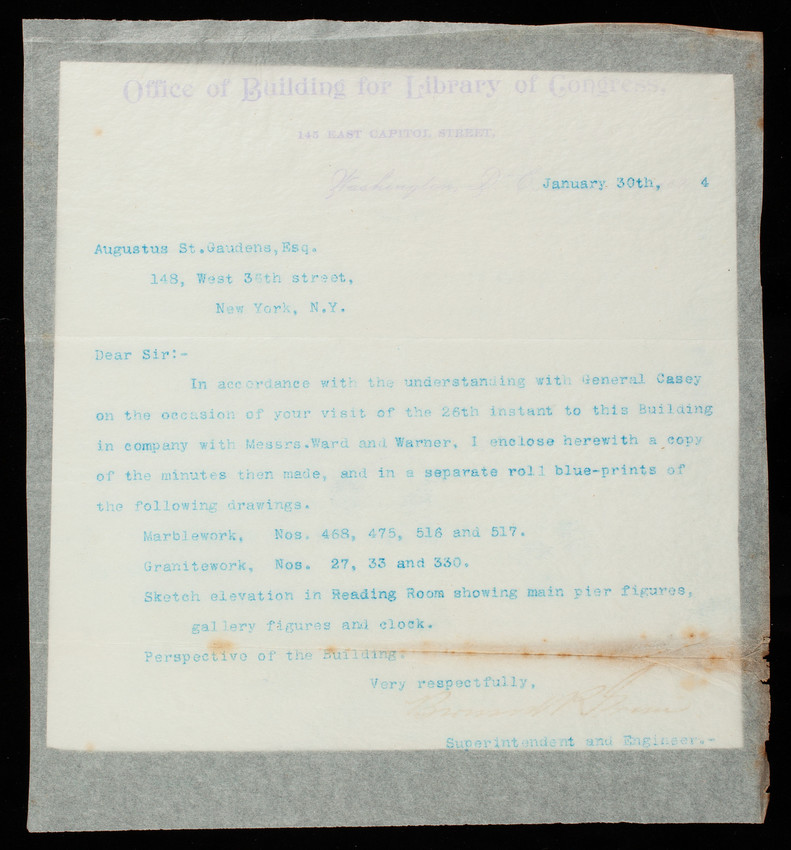 Office of Building for Library of Congress,
145 EAST CAPITOL STREET,
Washington, D. C. January 30th, 4
Augustus St.Gaudens,Esq.
148, West 36th street,
New York, N.Y.
Dear Sir:-
In accordance with the understanding with General Casey
on the occasion of your visit of the 26th instant to this Building
in company with Messrs.Ward and Warner, I enclose herewith a copy
of the minutes then made, and in a separate roll blue-prints of
the following drawings.
Marblework, Nos. 468, 475, 516 and 517.
Granitework, Nos. 27, 33 and 330.
Sketch elevation in Reading Room showing main pier figures,
gallery figures and clock.
Perspective of the Building.
Very respectfully,
Bernard R. Green
Superintendent and Engineer.-